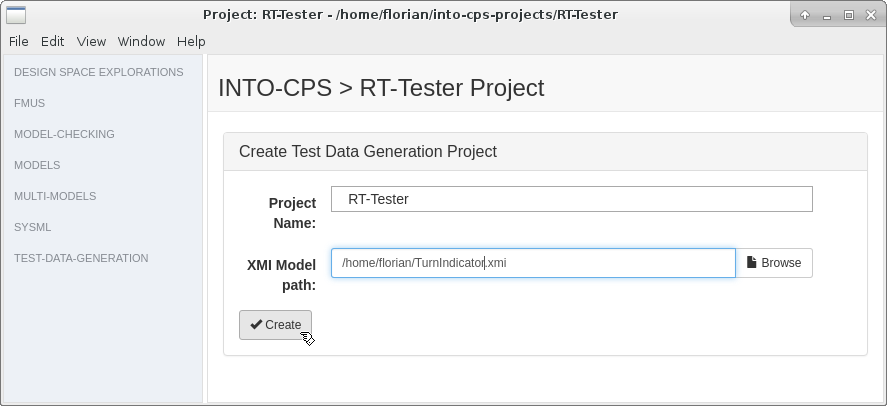 Project: RT-Tester - /home/florian/into-cps-projects/RT-Tester
File Edit View Window Help
DESIGN SPACE EXPLORATIONS
FMUS
MODEL-CHECKING
MODELS
MULTI-MODELS
SYSML
TEST-DATA-GENERATION
INTO-CPS > RT-Tester Project
Create Test Data Generation Project
Project Name:
RT-Tester
XMI Model path:
/home/florian/TurnIndicator.xmi
Browse
Create